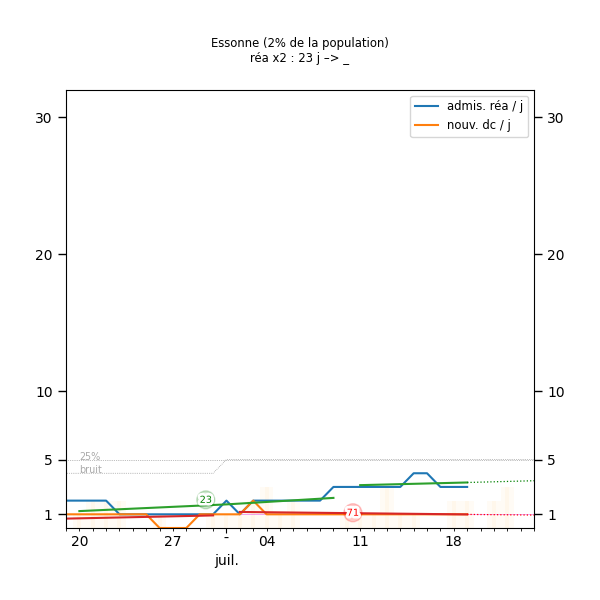 Essonne (2% de la population)
réa x2 : 23 j –> _
admis. réa / j
nouv. dc / j
30 30
20 20
10 10
5 5
1 1
25%
bruit
23
71
20 27 - 04 11 18
juil.